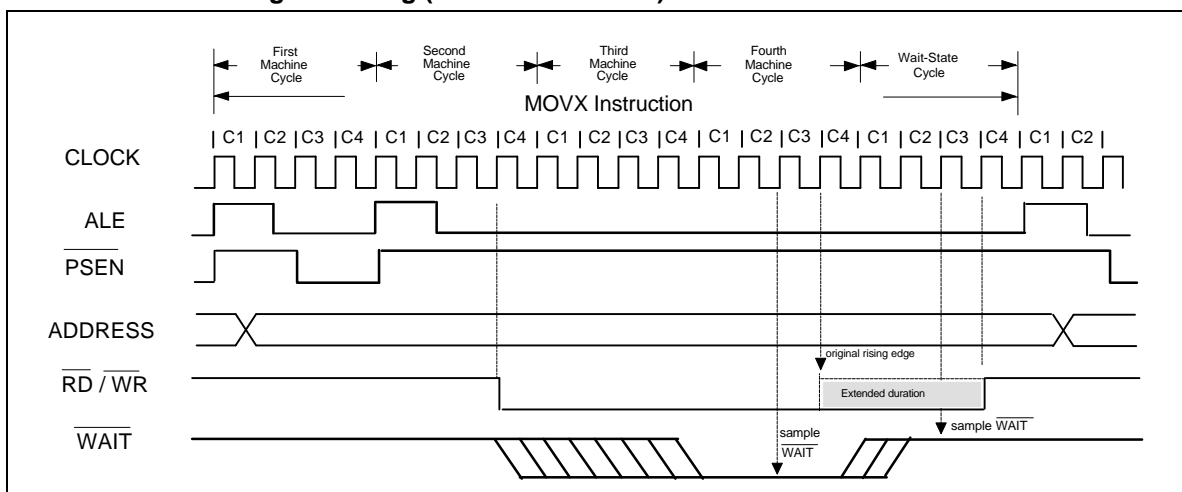 First
Machine
Cycle
Second
Machine
Cycle
Third
Machine
Cycle
Fourth
Machine
Cycle
Wait-State
Cycle
MOVX Instruction
CLOCK
| C1 | C2 | C3 | C4 | C1 | C2 | C3 | C4 | C1 | C2 | C3 | C4 | C1 | C2 | C3 | C4 | C1 | C2 | C3 | C4 | C1 | C2 |
ALE
PSEN
ADDRESS
original rising edge
RD / WR
Extended duration
WAIT
sample
WAIT
sample WAIT